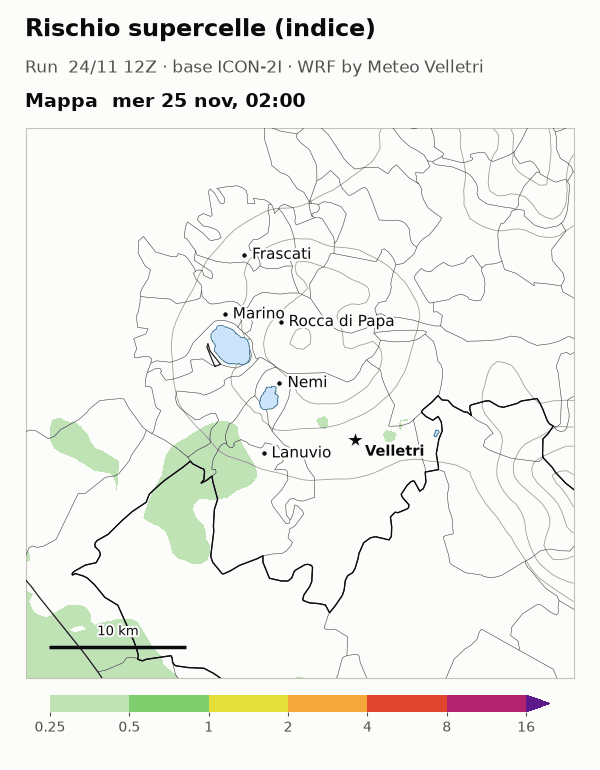 Rischio supercelle (indice)
Run  24/11 12Z · base ICON-2I · WRF by Meteo Velletri
Mappa  mer 25 nov, 02:00
Frascati
Marino
Rocca di Papa
Nemi
Lanuvio
Velletri
10 km
0.25 0.5 1 2 4 8 16